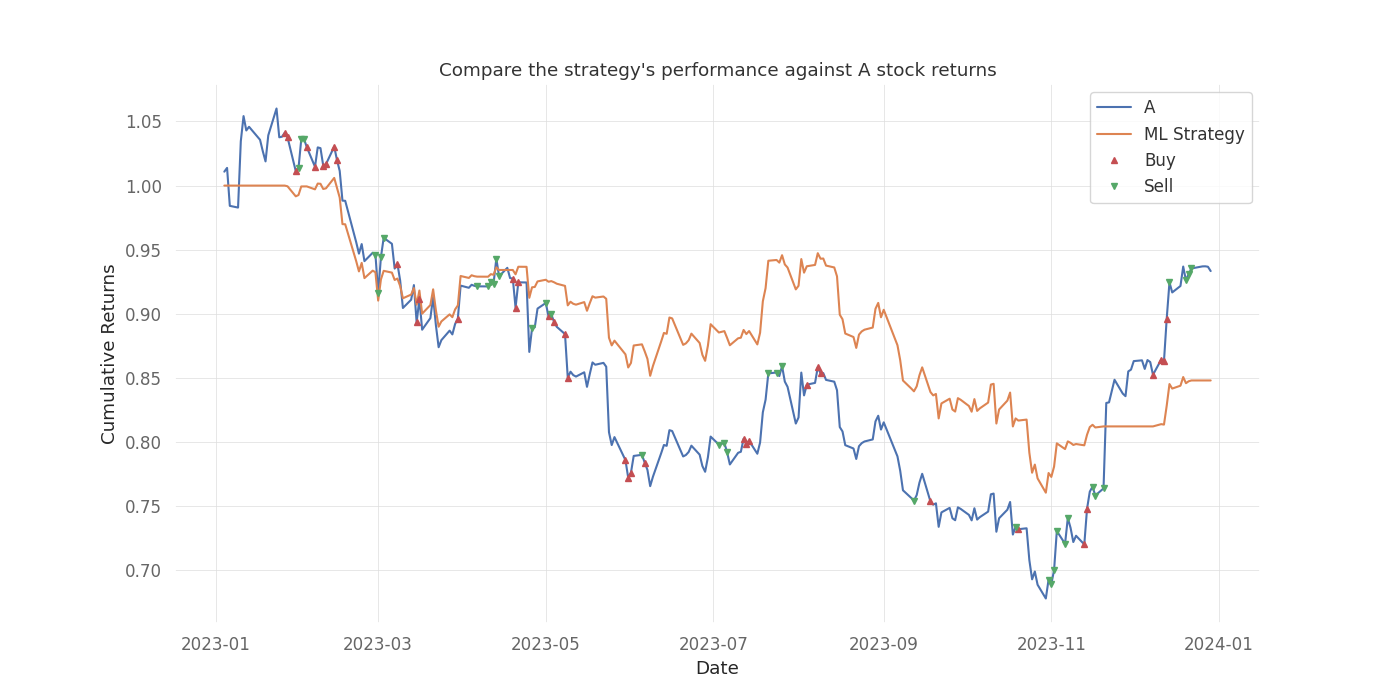 Compare the strategy's performance against A stock returns
A
ML Strategy
Buy
Sell
Cumulative Returns
1.05
1.00
0.95
0.90
0.85
0.80
0.75
0.70
2023-01 2023-03 2023-05 2023-07 2023-09 2023-11 2024-01
Date